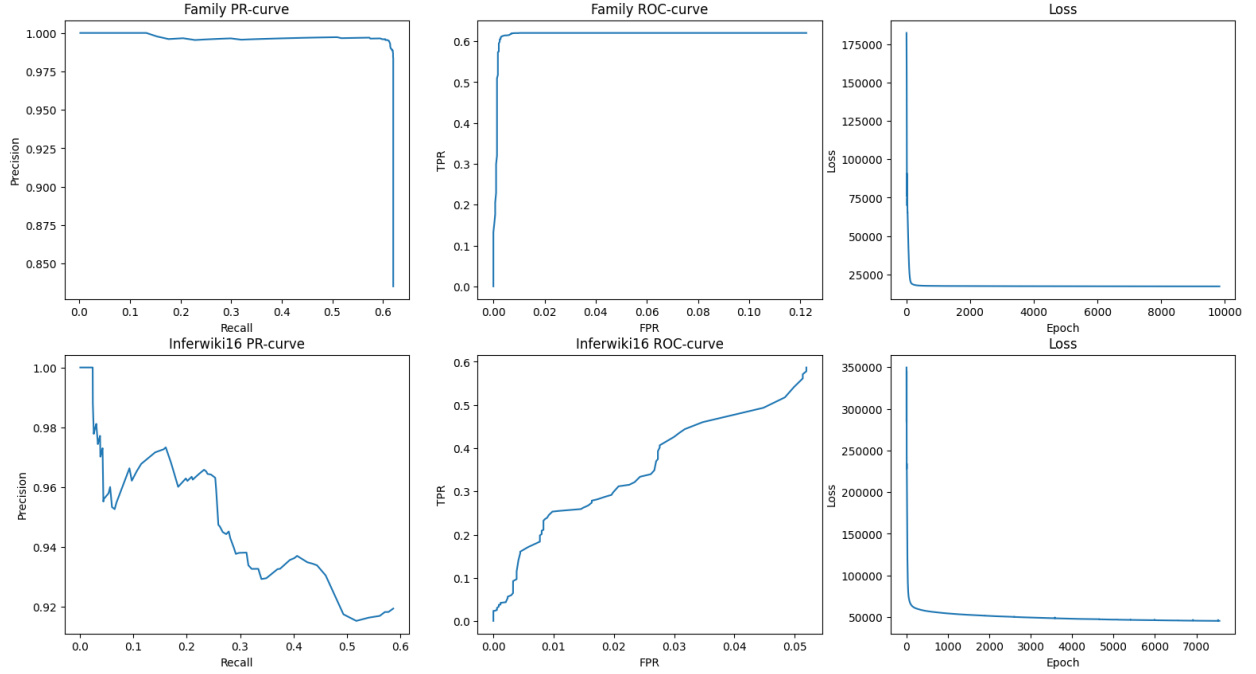 Family PR-curve
1.000
0.975
0.950
0.925
0.900
0.875
0.850
Precision
0.0 0.1 0.2 0.3 0.4 0.5 0.6
Recall
Family ROC-curve
0.6
0.5
0.4
0.3
0.2
0.1
0.0
TPR
0.00 0.02 0.04 0.06 0.08 0.10 0.12
FPR
Loss
175000
150000
125000
100000
75000
50000
25000
Loss
0 2000 4000 6000 8000 10000
Epoch
Inferwiki16 PR-curve
1.00
0.98
0.96
0.94
0.92
Precision
0.0 0.1 0.2 0.3 0.4 0.5 0.6
Recall
Inferwiki16 ROC-curve
0.6
0.5
0.4
0.3
0.2
0.1
0.0
TPR
0.00 0.01 0.02 0.03 0.04 0.05
FPR
Loss
350000
300000
250000
200000
150000
100000
50000
Loss
0 1000 2000 3000 4000 5000 6000 7000
Epoch